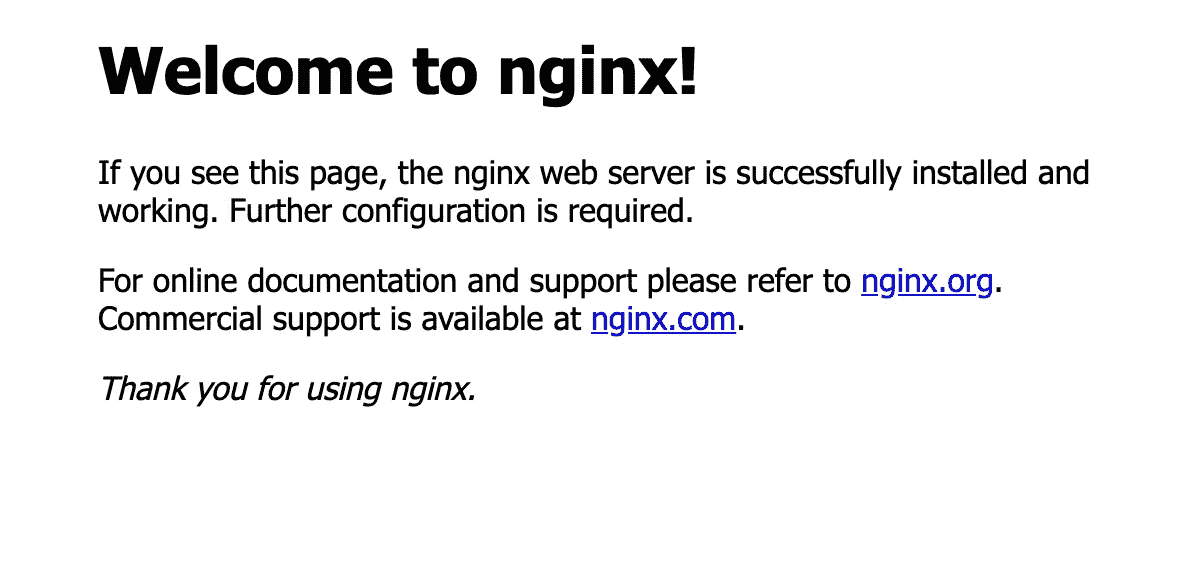 Welcome to nginx!
If you see this page, the nginx web server is successfully installed and
working. Further configuration is required.
For online documentation and support please refer to nginx.org.
Commercial support is available at nginx.com.
Thank you for using nginx.